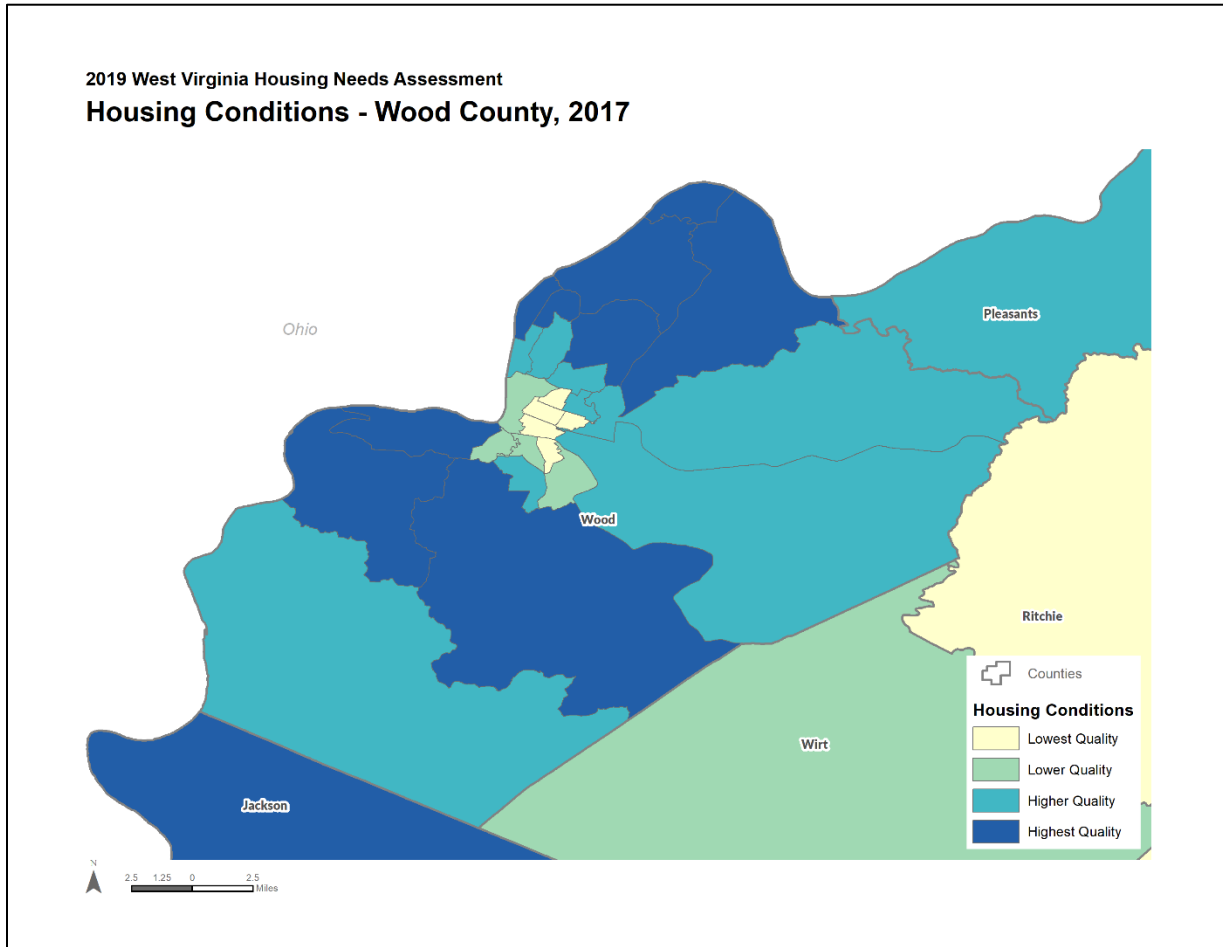 2019 West Virginia Housing Needs Assessment
Housing Conditions - Wood County, 2017
Ohio
Pleasants
Wood
Ritchie
Wirt
Jackson
Counties
Housing Conditions
Lowest Quality
Lower Quality
Higher Quality
Highest Quality
N
2.5 1.25 0 2.5
Miles